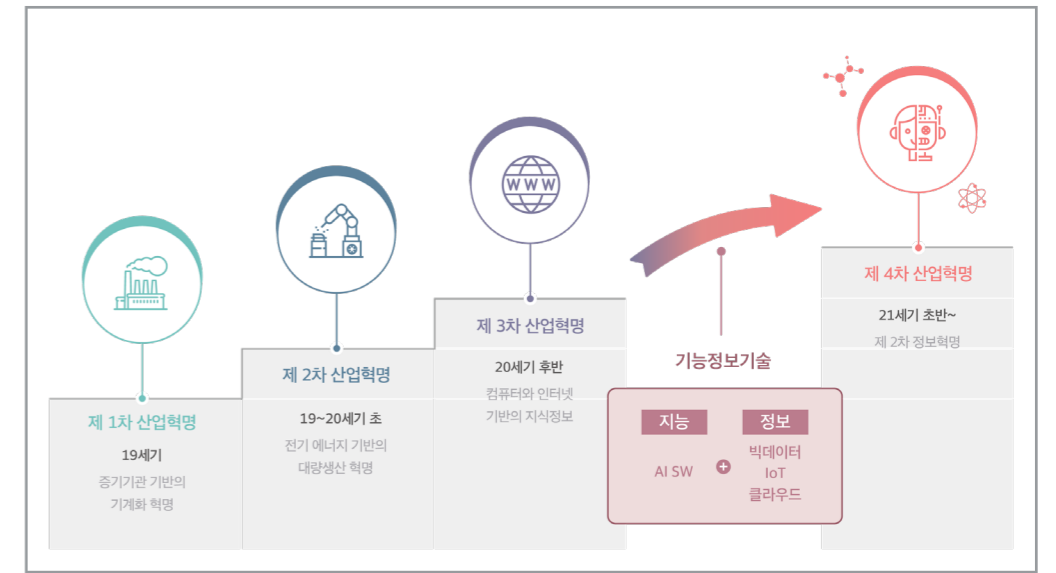 제 1차 산업혁명
19세기
증기기관 기반의
기계화 혁명
제 2차 산업혁명
19~20세기 초
전기 에너지 기반의
대량생산 혁명
WWW
제 3차 산업혁명
20세기 후반
컴퓨터와 인터넷
기반의 지식정보
기능정보기술
지능
AI SW
정보
빅데이터
IoT
클라우드
제 4차 산업혁명
21세기 초반~
제 2차 정보혁명